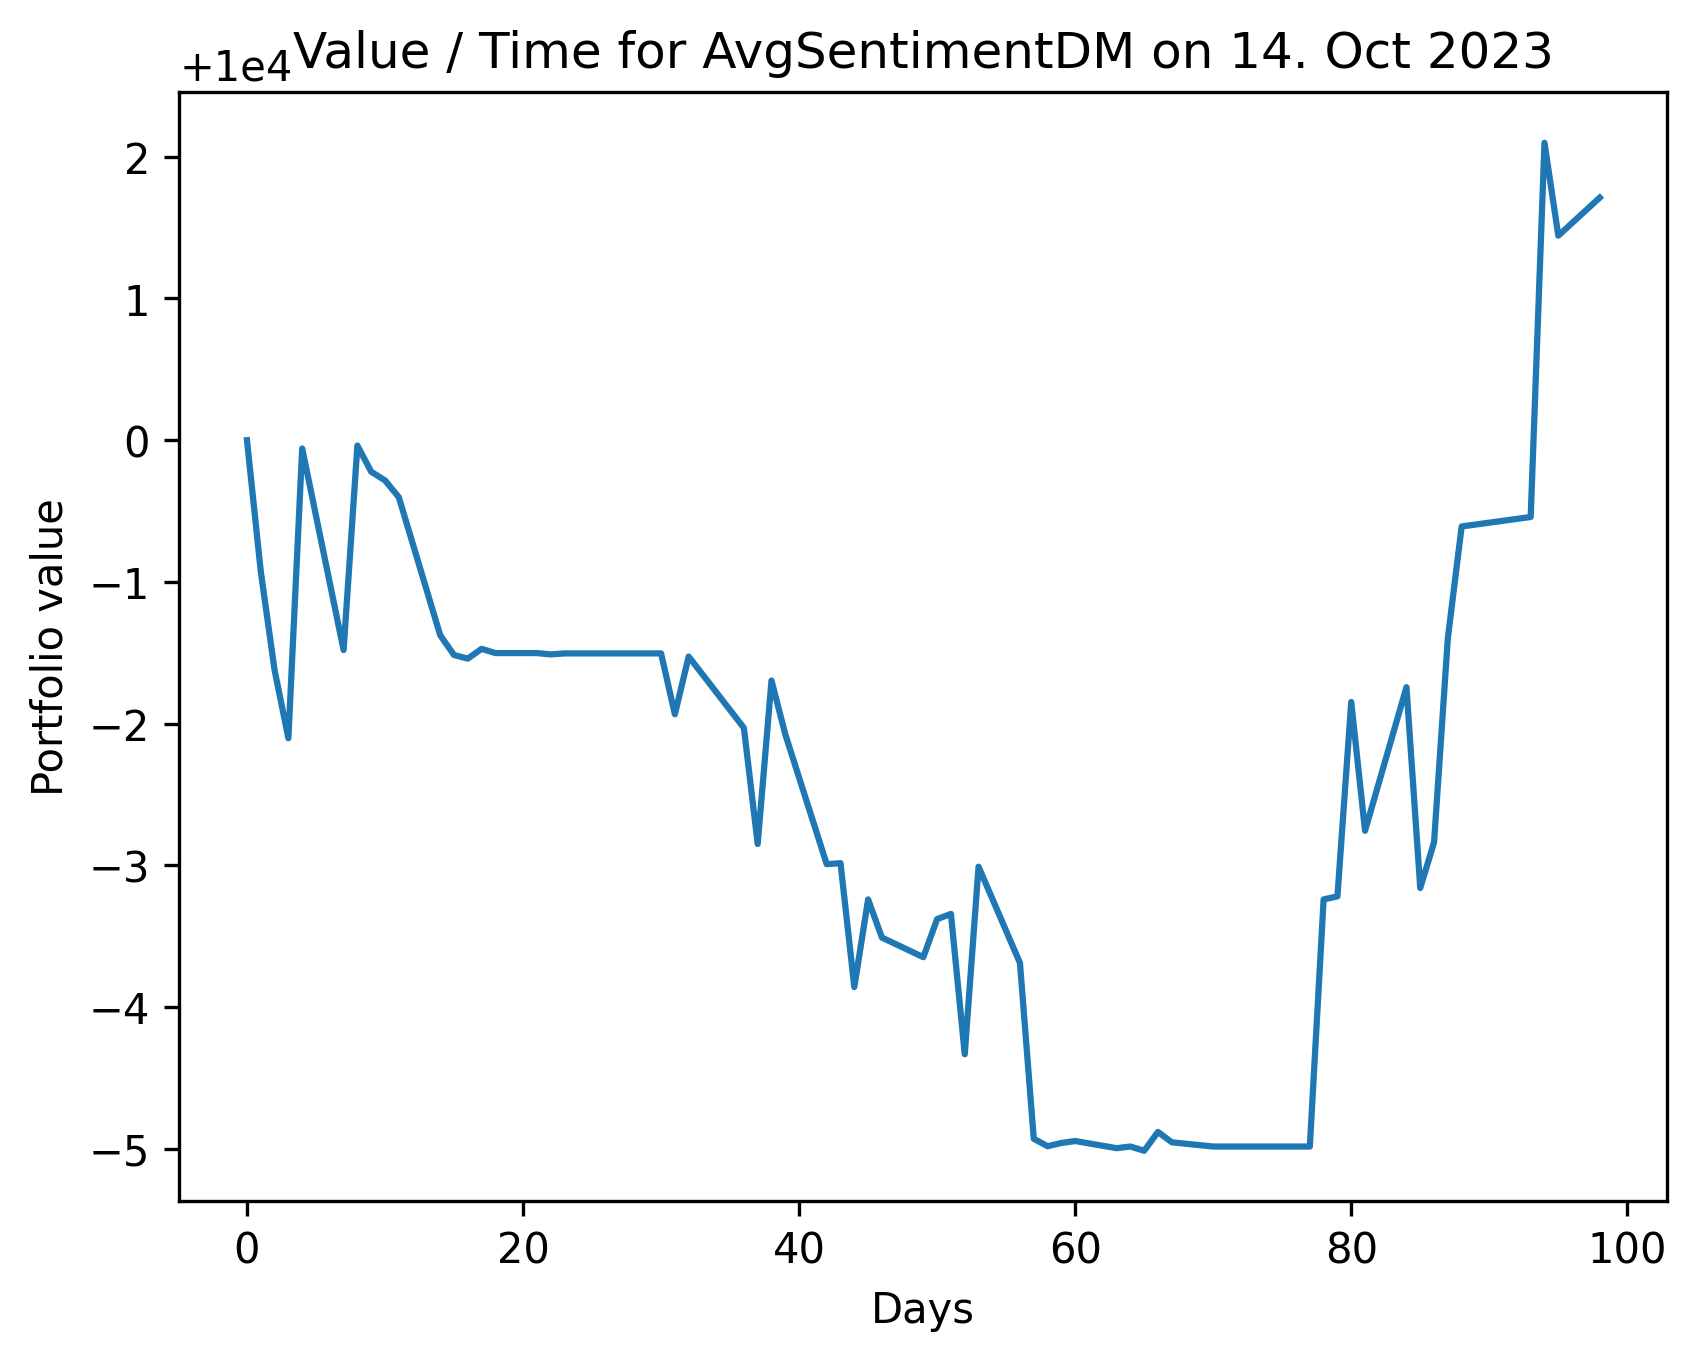 Value / Time for AvgSentimentDM on 14. Oct 2023
+1e4
2
1
0
−1
−2
−3
−4
−5
Portfolio value
0 20 40 60 80 100
Days